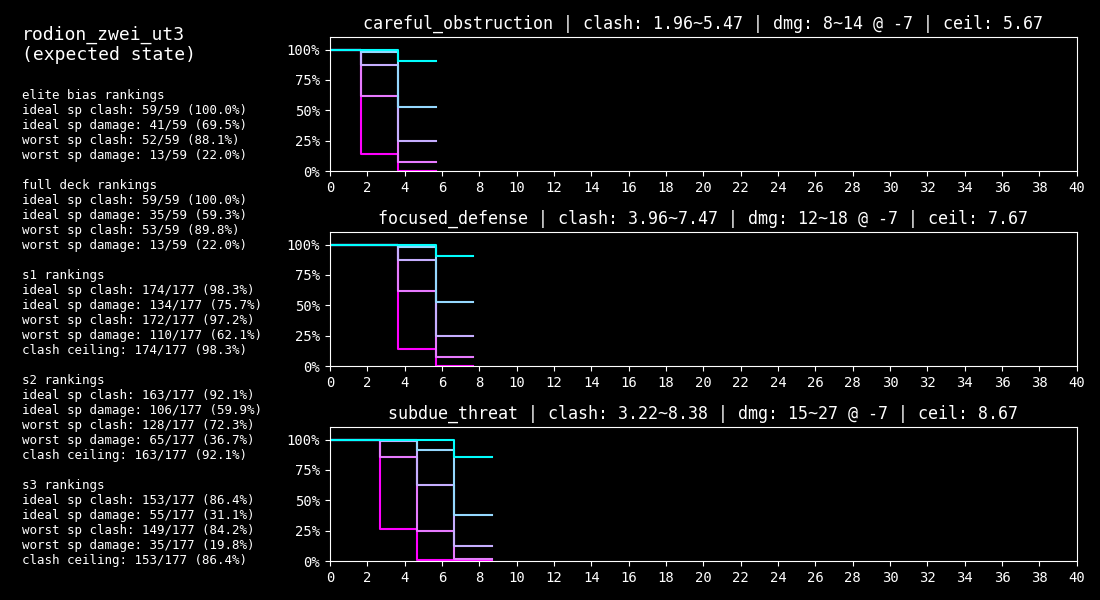 rodion_zwei_ut3
(expected state)
elite bias rankings
ideal sp clash: 59/59 (100.0%)
ideal sp damage: 41/59 (69.5%)
worst sp clash: 52/59 (88.1%)
worst sp damage: 13/59 (22.0%)
full deck rankings
ideal sp clash: 59/59 (100.0%)
ideal sp damage: 35/59 (59.3%)
worst sp clash: 53/59 (89.8%)
worst sp damage: 13/59 (22.0%)
s1 rankings
ideal sp clash: 174/177 (98.3%)
ideal sp damage: 134/177 (75.7%)
worst sp clash: 172/177 (97.2%)
worst sp damage: 110/177 (62.1%)
clash ceiling: 174/177 (98.3%)
s2 rankings
ideal sp clash: 163/177 (92.1%)
ideal sp damage: 106/177 (59.9%)
worst sp clash: 128/177 (72.3%)
worst sp damage: 65/177 (36.7%)
clash ceiling: 163/177 (92.1%)
s3 rankings
ideal sp clash: 153/177 (86.4%)
ideal sp damage: 55/177 (31.1%)
worst sp clash: 149/177 (84.2%)
worst sp damage: 35/177 (19.8%)
clash ceiling: 153/177 (86.4%)
careful_obstruction | clash: 1.96~5.47 | dmg: 8~14 @ -7 | ceil: 5.67
100%
75%
50%
25%
0%
0 2 4 6 8 10 12 14 16 18 20 22 24 26 28 30 32 34 36 38 40
focused_defense | clash: 3.96~7.47 | dmg: 12~18 @ -7 | ceil: 7.67
100%
75%
50%
25%
0%
0 2 4 6 8 10 12 14 16 18 20 22 24 26 28 30 32 34 36 38 40
subdue_threat | clash: 3.22~8.38 | dmg: 15~27 @ -7 | ceil: 8.67
100%
75%
50%
25%
0%
0 2 4 6 8 10 12 14 16 18 20 22 24 26 28 30 32 34 36 38 40